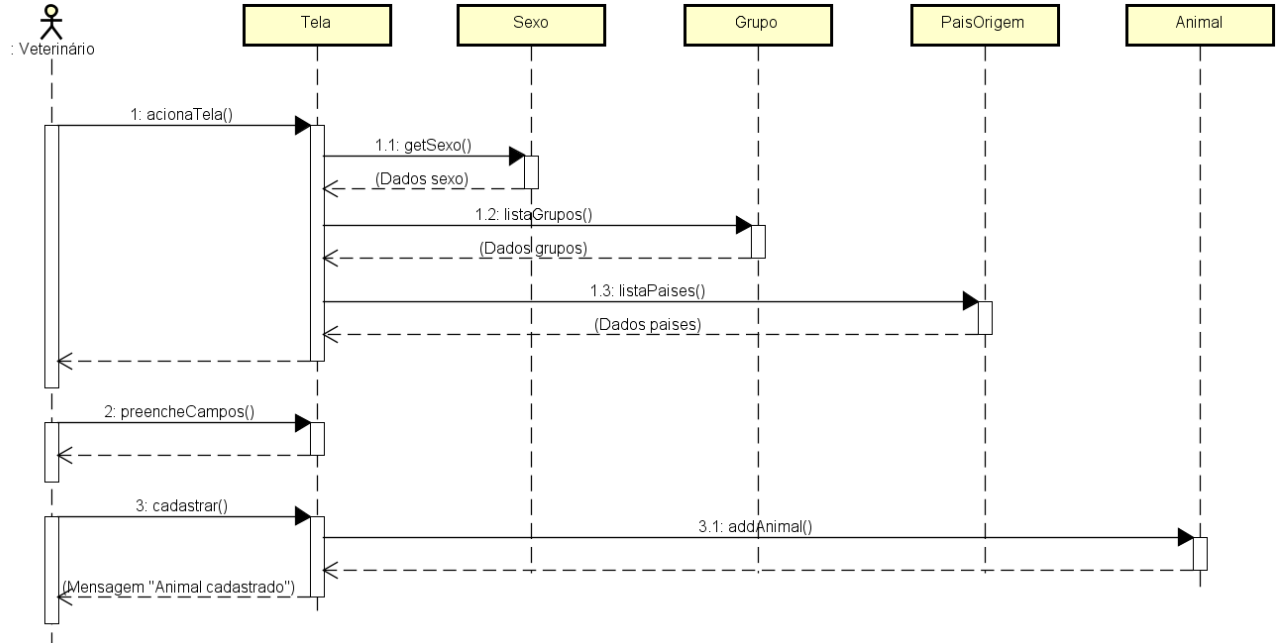 : Veterinário
Tela
Sexo
Grupo
PaisOrigem
Animal
1: acionaTela()
1.1: getSexo()
(Dados sexo)
1.2: listaGrupos()
(Dados grupos)
1.3: listaPaises()
(Dados paises)
2: preencheCampos()
3: cadastrar()
3.1: addAnimal()
(Mensagem "Animal cadastrado")